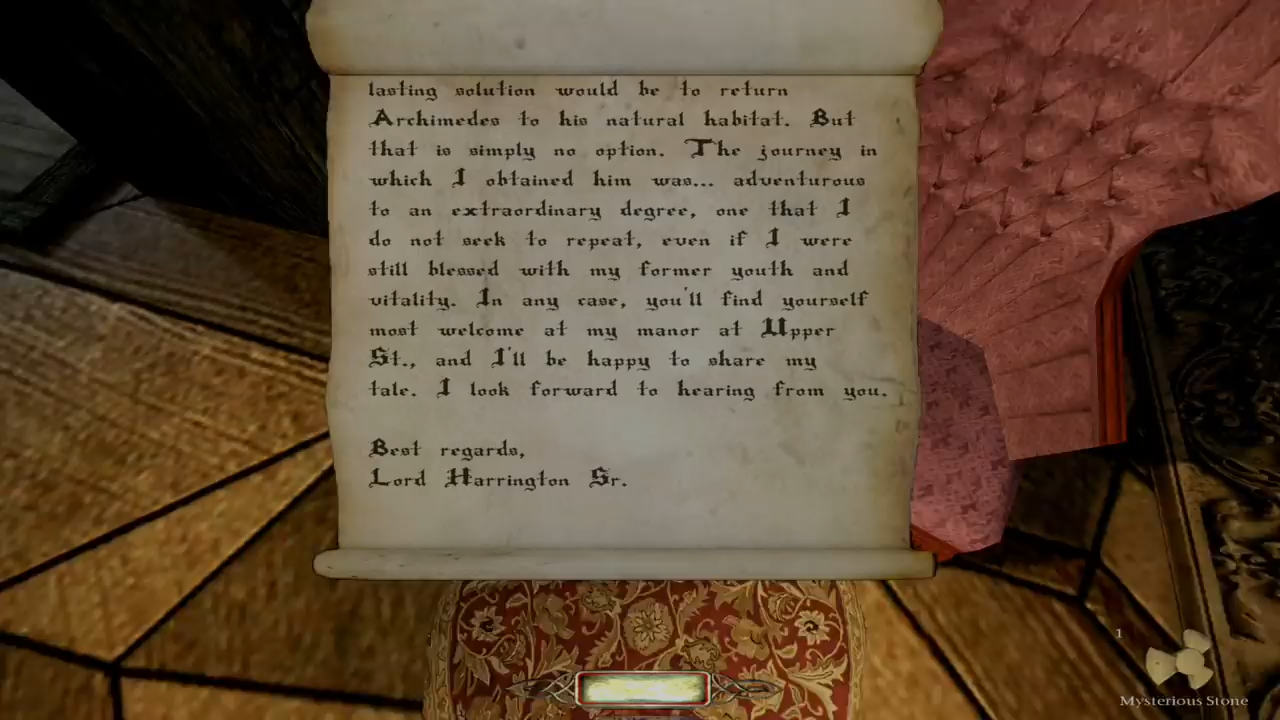 lasting solution would be to return
Archimedes to his natural habitat. But
that is simply no option. The journey in
which I obtained him was... adventurous
to an extraordinary degree, one that I
do not seek to repeat, even if I were
still blessed with my former youth and
vitality. In any case, you'll find yourself
most welcome at my manor at Upper
St., and I'll be happy to share my
tale. I look forward to hearing from you.
Best regards,
Lord Harrington Sr.
1
Mysterious Stone